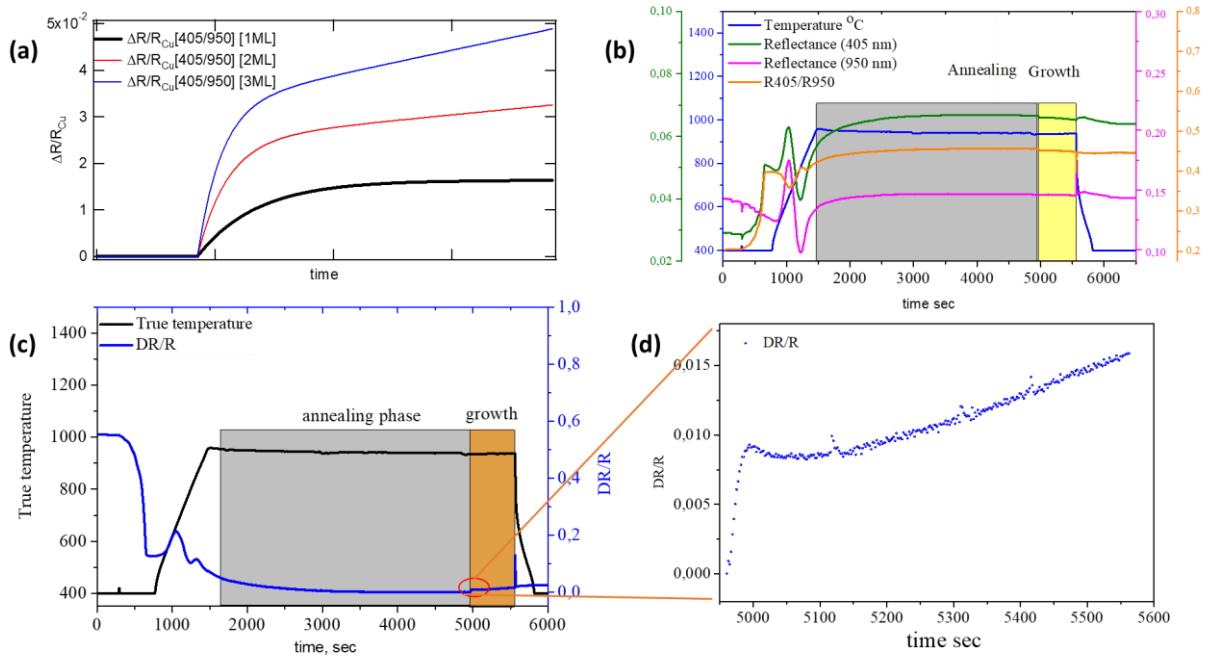 (a)
5x10⁻²
4
3
2
1
0
ΔR/R_Cu
ΔR/R_Cu[405/950] [1ML]
ΔR/R_Cu[405/950] [2ML]
ΔR/R_Cu[405/950] [3ML]
time
(b)
0,10
0,08
0,06
0,04
0,02
1000
800
600
400
Temperature °C
Reflectance (405 nm)
Reflectance (950 nm)
R405/R950
Annealing
Growth
0,30
0,25
0,20
0,15
0,10
0,8
0,7
0,6
0,5
0,4
0,3
0,2
0 1000 2000 3000 4000 5000 6000
time sec
(c)
True temperature
DR/R
1400
1200
1000
800
600
400
True temperature
annealing phase
growth
1,0
0,8
0,6
0,4
0,2
0,0
DR/R
0 1000 2000 3000 4000 5000 6000
time, sec
(d)
DR/R
0,015
0,010
0,005
0,000
DR/R
5000 5100 5200 5300 5400 5500 5600
time sec